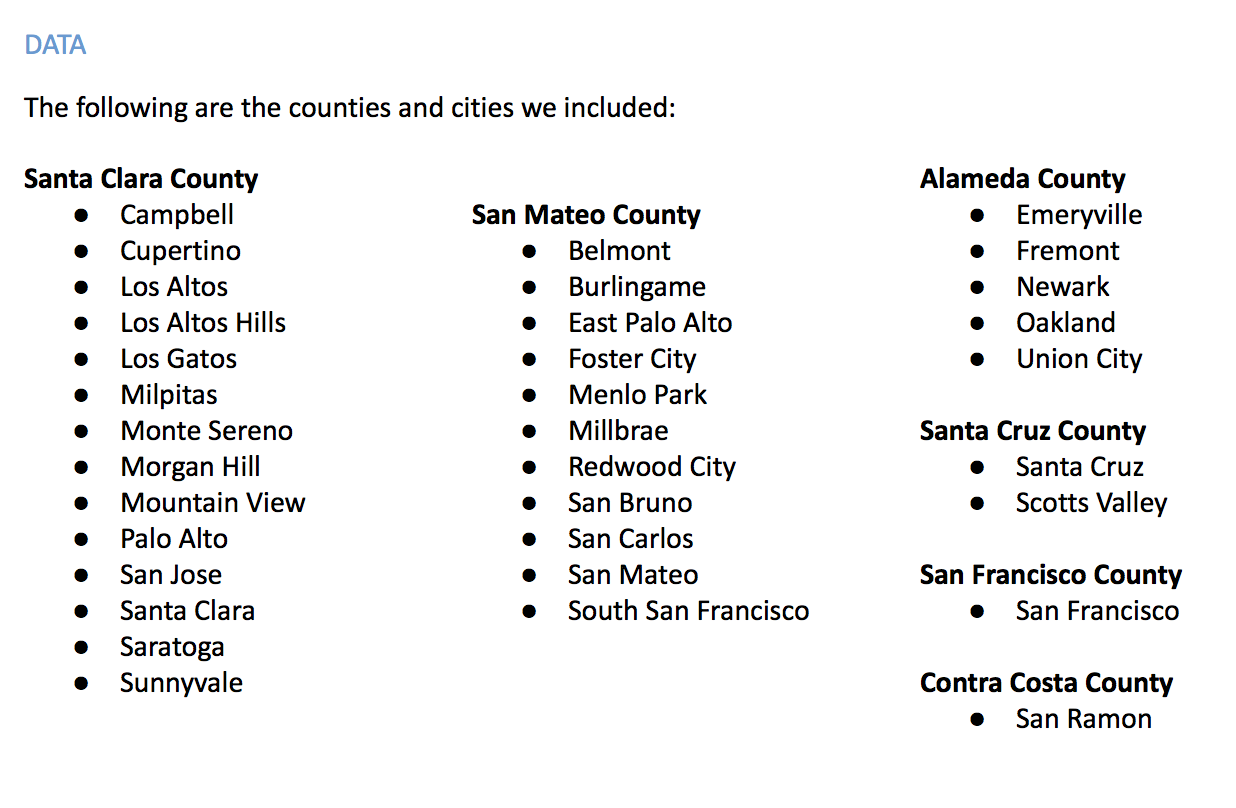 DATA
The following are the counties and cities we included:
Santa Clara County
● Campbell
● Cupertino
● Los Altos
● Los Altos Hills
● Los Gatos
● Milpitas
● Monte Sereno
● Morgan Hill
● Mountain View
● Palo Alto
● San Jose
● Santa Clara
● Saratoga
● Sunnyvale
San Mateo County
● Belmont
● Burlingame
● East Palo Alto
● Foster City
● Menlo Park
● Millbrae
● Redwood City
● San Bruno
● San Carlos
● San Mateo
● South San Francisco
Alameda County
● Emeryville
● Fremont
● Newark
● Oakland
● Union City
Santa Cruz County
● Santa Cruz
● Scotts Valley
San Francisco County
● San Francisco
Contra Costa County
● San Ramon